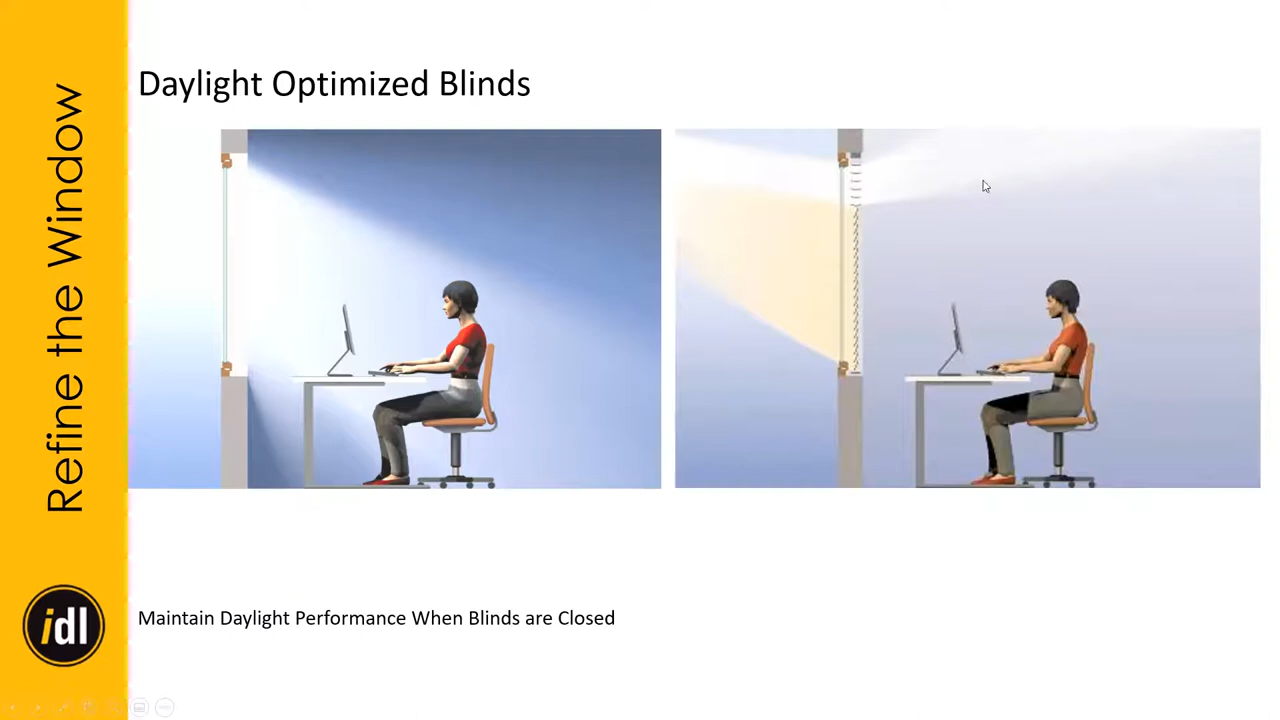 Refine the Window
Daylight Optimized Blinds
Maintain Daylight Performance When Blinds are Closed
idl